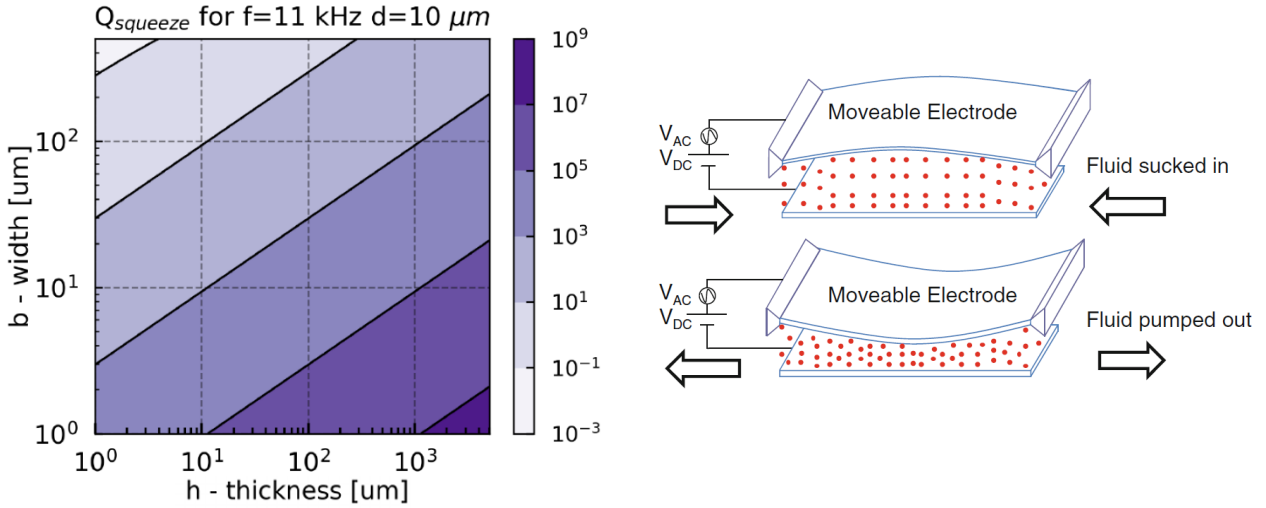 Q_squeeze for f=11 kHz d=10 μm
10^2
10^1
10^0
b - width [um]
10^0 10^1 10^2 10^3
h - thickness [um]
10^9
10^7
10^5
10^3
10^1
10^-1
10^-3
Moveable Electrode
V_AC
V_DC
Fluid sucked in
Moveable Electrode
V_AC
V_DC
Fluid pumped out